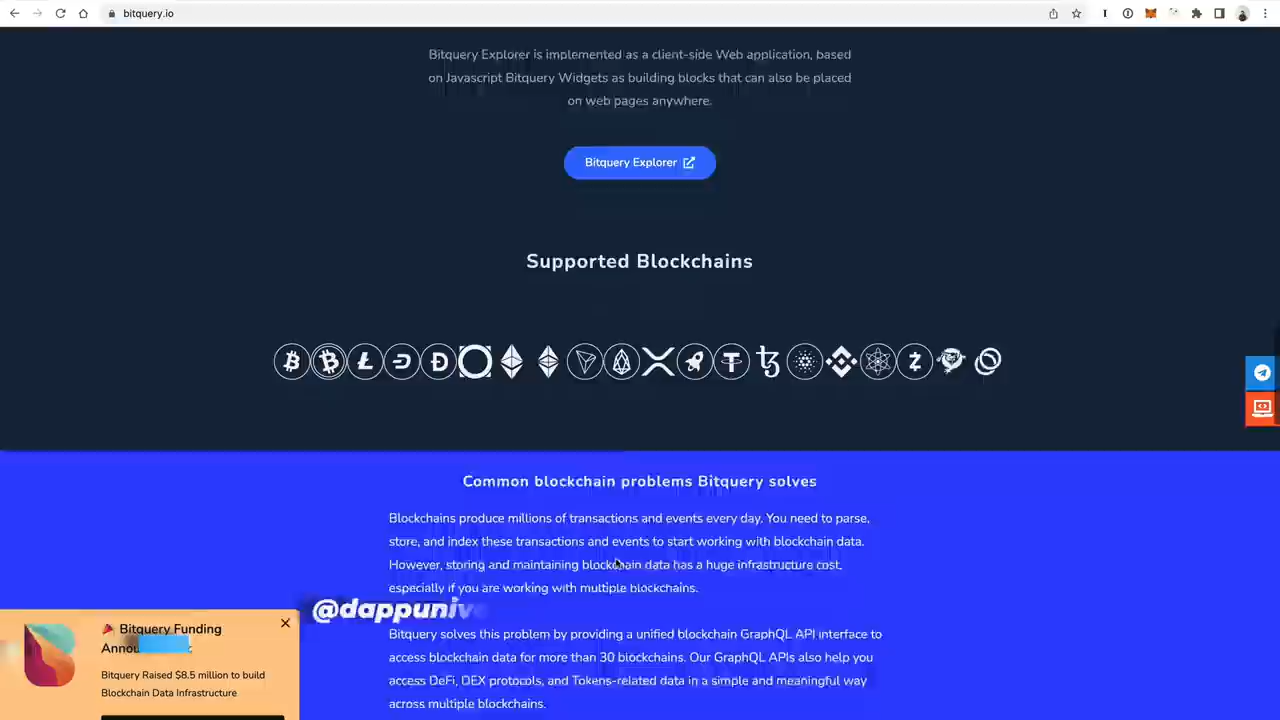 bitquery.io
Bitquery Explorer is implemented as a client-side Web application, based
on Javascript Bitquery Widgets as building blocks that can also be placed
on web pages anywhere.
Bitquery Explorer
Supported Blockchains
Common blockchain problems Bitquery solves
Blockchains produce millions of transactions and events every day. You need to parse,
store, and index these transactions and events to start working with blockchain data.
However, storing and maintaining blockchain data has a huge infrastructure cost,
especially if you are working with multiple blockchains.
@dappunive
Bitquery solves this problem by providing a unified blockchain GraphQL API interface to
access blockchain data for more than 30 blockchains. Our GraphQL APIs also help you
access DeFi, DEX protocols, and Tokens-related data in a simple and meaningful way
across multiple blockchains.
Bitquery Funding
Bitquery Raised $8.5 million to build
Blockchain Data Infrastructure